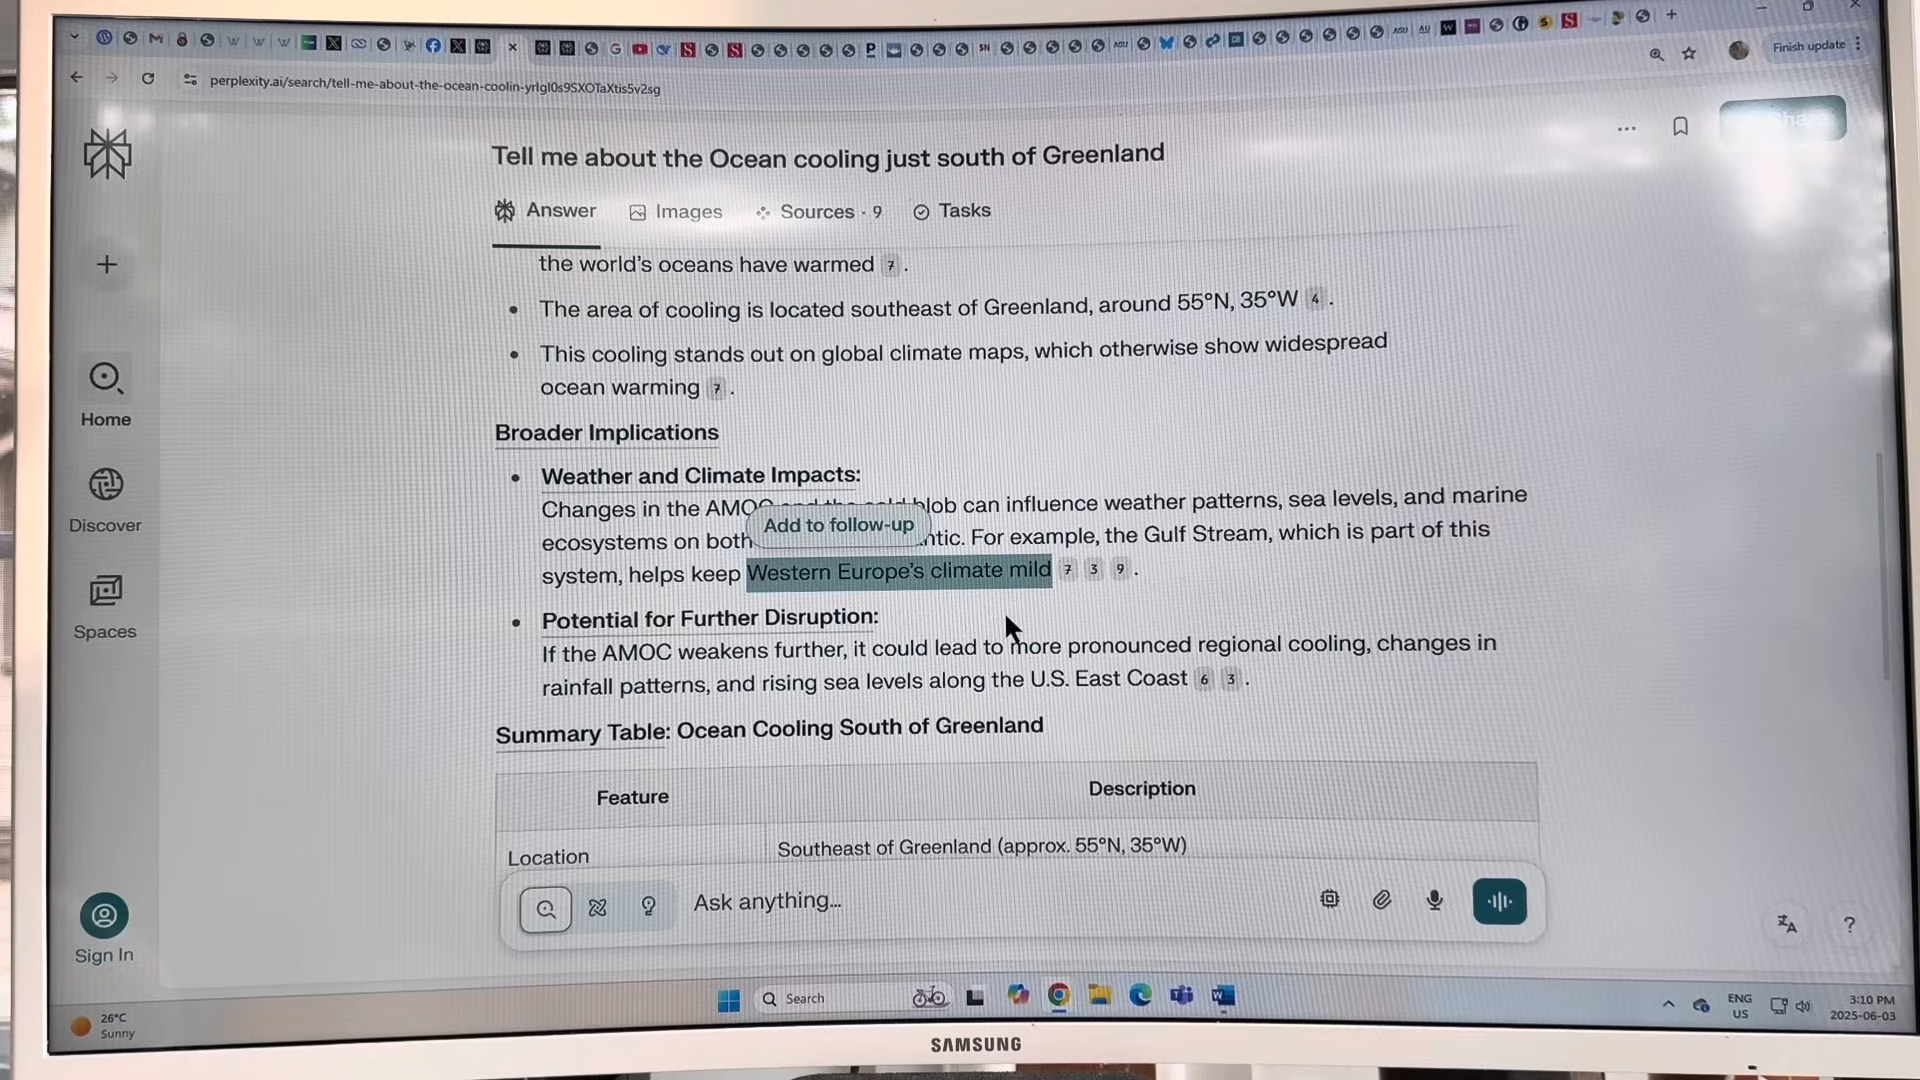 Finish update
perplexity.ai/search/tell-me-about-the-ocean-coolin-yrlgl0s9SXOTaXtis5v2sg
Tell me about the Ocean cooling just south of Greenland
Answer
Images
Sources · 9
Tasks
the world's oceans have warmed 7 .
• The area of cooling is located southeast of Greenland, around 55°N, 35°W 4 .
• This cooling stands out on global climate maps, which otherwise show widespread
ocean warming 7 .
Broader Implications
• Weather and Climate Impacts:
Changes in the AMOC and the cold blob can influence weather patterns, sea levels, and marine
Add to follow-up
ecosystems on both ntic. For example, the Gulf Stream, which is part of this
system, helps keep Western Europe's climate mild 7 3 9 .
• Potential for Further Disruption:
If the AMOC weakens further, it could lead to more pronounced regional cooling, changes in
rainfall patterns, and rising sea levels along the U.S. East Coast 6 3 .
Summary Table: Ocean Cooling South of Greenland
Feature Description
Location Southeast of Greenland (approx. 55°N, 35°W)
Ask anything...
Home
Discover
Spaces
Sign In
?
26°C
Sunny
Search
ENG
US
3:10 PM
2025-06-03
SAMSUNG